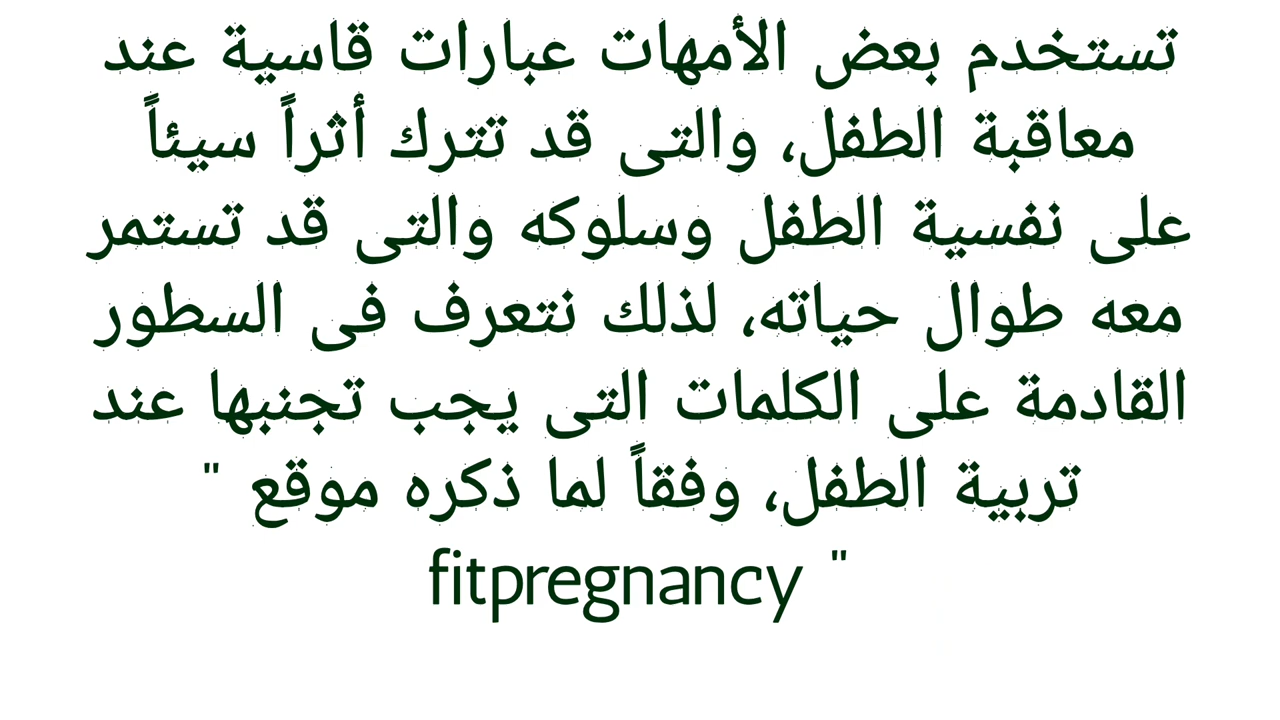 تستخدم بعض الأمهات عبارات قاسية عند
معاقبة الطفل، والتى قد تترك أثراً سيئاً
على نفسية الطفل وسلوكه والتى قد تستمر
معه طوال حياته، لذلك نتعرف فى السطور
القادمة على الكلمات التى يجب تجنبها عند
تربية الطفل، وفقاً لما ذكره موقع "
fitpregnancy "